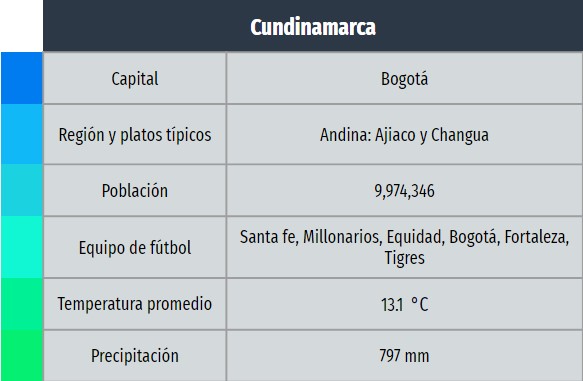 Cundinamarca
Capital
Bogotá
Región y platos típicos
Andina: Ajiaco y Changua
Población
9,974,346
Equipo de fútbol
Santa fe, Millonarios, Equidad, Bogotá, Fortaleza,
Tigres
Temperatura promedio
13.1 °C
Precipitación
797 mm